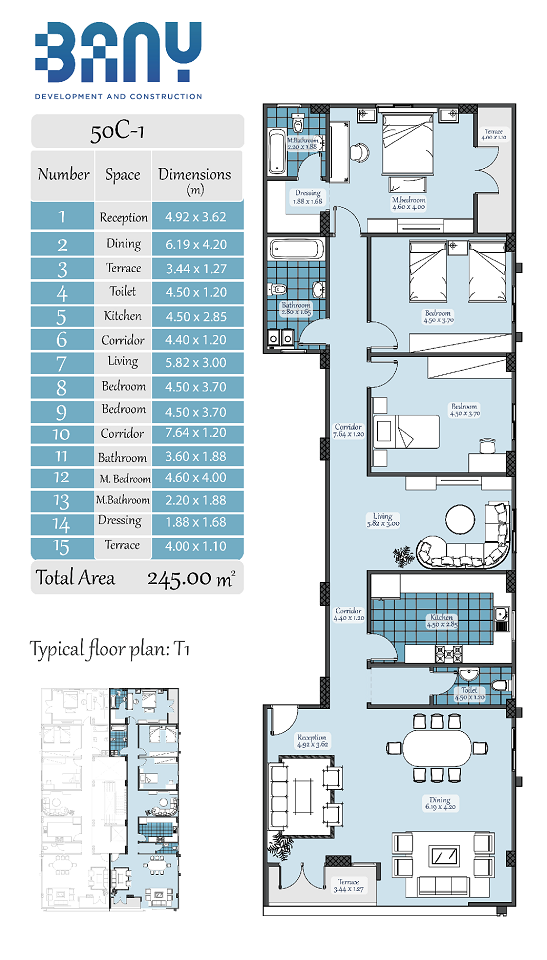 BANY
DEVELOPMENT AND CONSTRUCTION
50C-1
Number Space Dimensions (m)
1 Reception 4.92 x 3.62
2 Dining 6.19 x 4.20
3 Terrace 3.44 x 1.27
4 Toilet 4.50 x 1.20
5 Kitchen 4.50 x 2.85
6 Corridor 4.40 x 1.20
7 Living 5.82 x 3.00
8 Bedroom 4.50 x 3.70
9 Bedroom 4.50 x 3.70
10 Corridor 7.64 x 1.20
11 Bathroom 3.60 x 1.88
12 M. Bedroom 4.60 x 4.00
13 M.Bathroom 2.20 x 1.88
14 Dressing 1.88 x 1.68
15 Terrace 4.00 x 1.10
Total Area 245.00 m²
Typical floor plan: T1
M.Bathroom
2.20 x 1.88
Terrace
4.00 x 1.10
Dressing
1.88 x 1.68
M.bedroom
4.60 x 4.00
Bathroom
2.80 x 1.65
Bedroom
4.50 x 3.70
Bedroom
4.50 x 3.70
Corridor
7.64 x 1.20
Living
5.82 x 3.00
Corridor
4.40 x 1.20
Kitchen
4.50 x 2.85
Toilet
4.50 x 1.20
Reception
4.92 x 3.62
Dining
6.19 x 4.20
Terrace
3.44 x 1.27